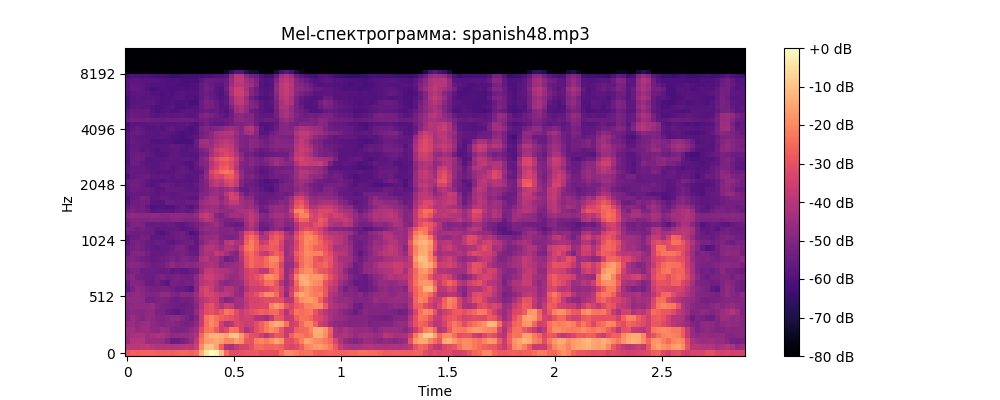 Mel-спектрограмма: spanish48.mp3
8192
4096
2048
1024
512
0
Hz
0
0.5
1
1.5
2
2.5
Time
+0 dB
-10 dB
-20 dB
-30 dB
-40 dB
-50 dB
-60 dB
-70 dB
-80 dB